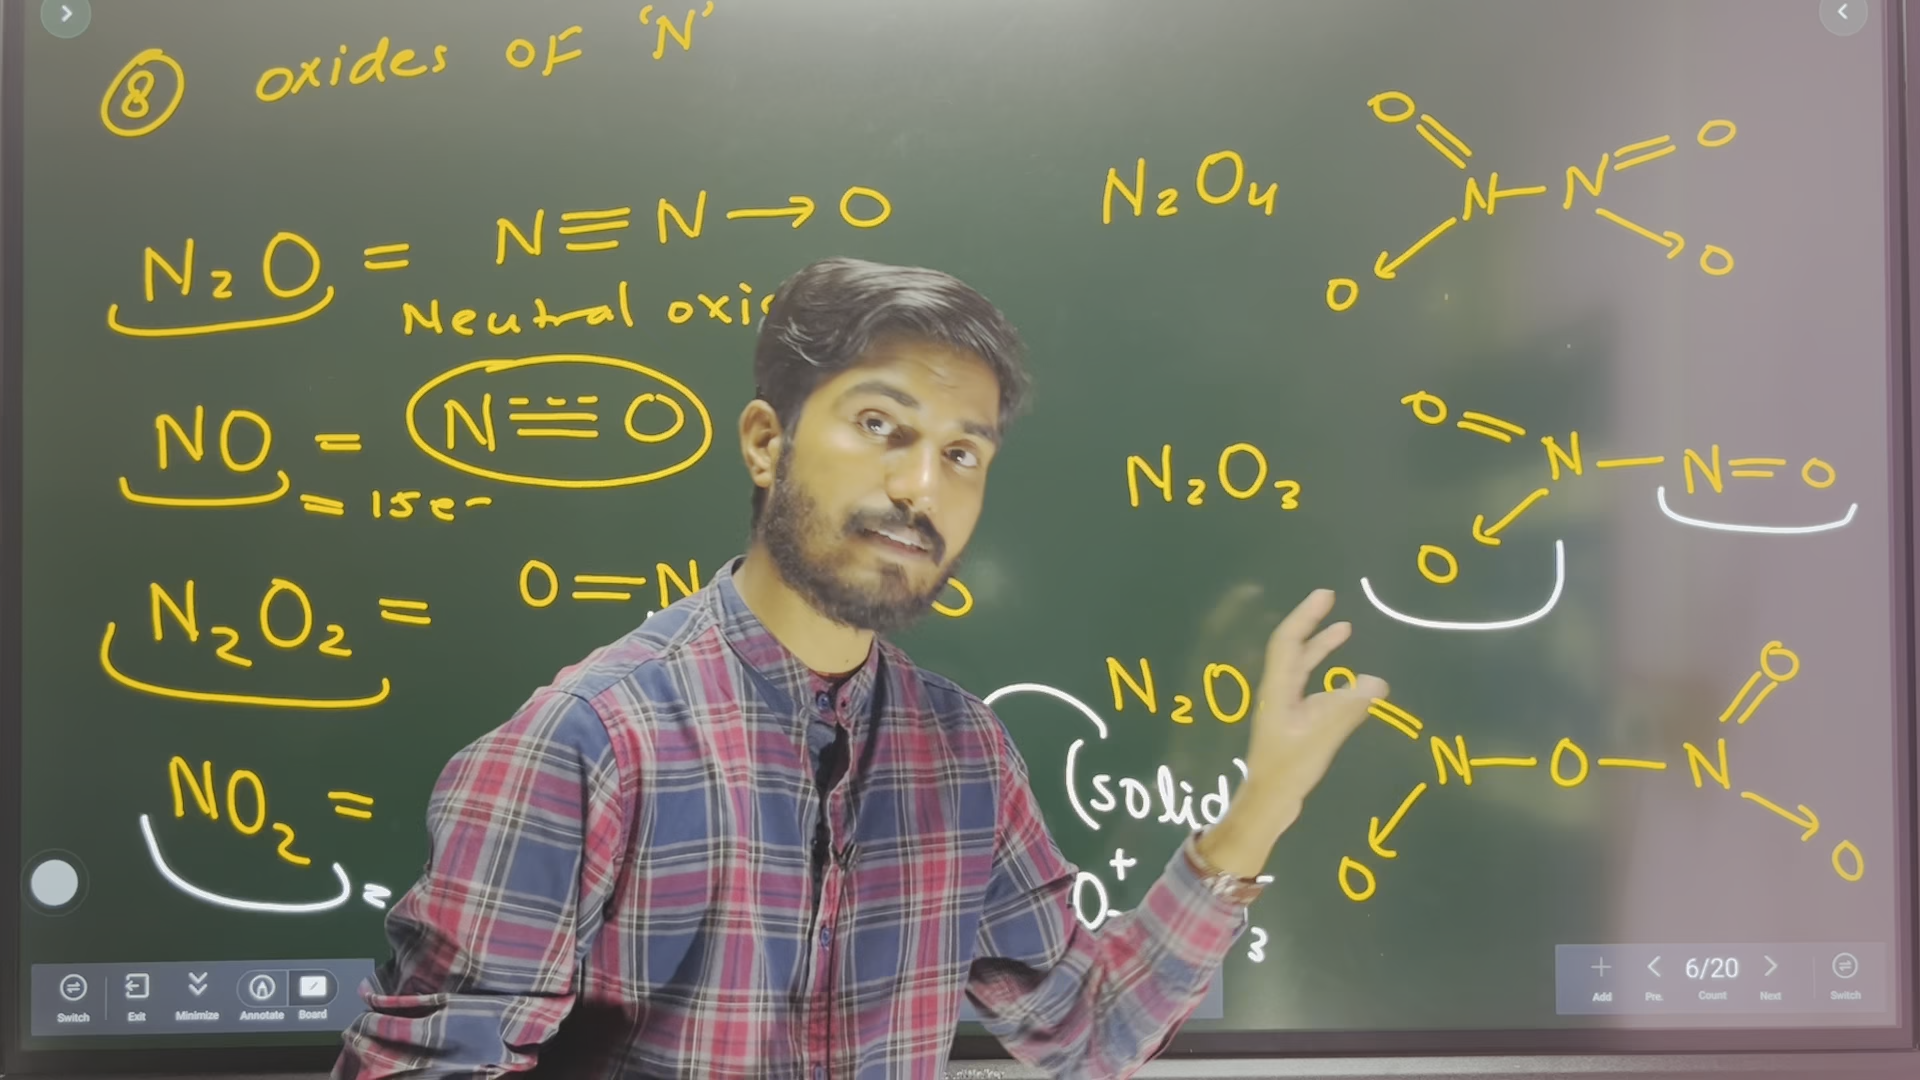 ⑧ oxides OF 'N'
N₂O = N≡N→O
Neutral
NO = N≡O
= 15e-
N₂O₂ = O=N
NO₂ =
=
N₂O₄
O O
N—N
O O
N₂O₃
O
N—N=O
O
N₂O
O O
N—O—N
O O
(solid)
+ -
3
Switch Exit Minimize Annotate Board
6/20
Add Pre. Count Next Switch